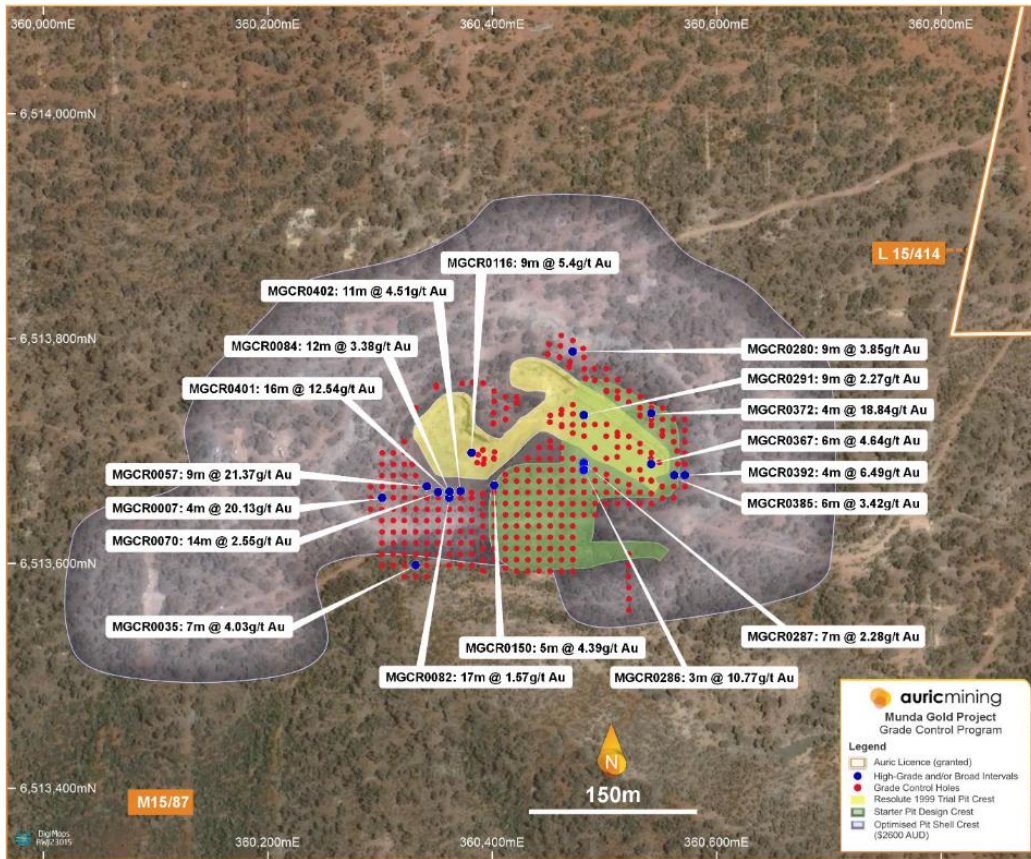 360,000mE
360,200mE
360,400mE
360,600mE
360,800mE
6,514,000mN
L 15/414
MGCR0116: 9m @ 5.4g/t Au
MGCR0402: 11m @ 4.51g/t Au
MGCR0084: 12m @ 3.38g/t Au
MGCR0401: 16m @ 12.54g/t Au
6,513,800mN
MGCR0280: 9m @ 3.85g/t Au
MGCR0291: 9m @ 2.27g/t Au
MGCR0372: 4m @ 18.84g/t Au
MGCR0367: 6m @ 4.64g/t Au
MGCR0392: 4m @ 6.49g/t Au
MGCR0385: 6m @ 3.42g/t Au
MGCR0057: 9m @ 21.37g/t Au
MGCR0007: 4m @ 20.13g/t Au
MGCR0070: 14m @ 2.55g/t Au
6,513,600mN
MGCR0035: 7m @ 4.03g/t Au
MGCR0150: 5m @ 4.39g/t Au
MGCR0082: 17m @ 1.57g/t Au
MGCR0287: 7m @ 2.28g/t Au
MGCR0286: 3m @ 10.77g/t Au
auricmining
Munda Gold Project
Grade Control Program
Legend
Auric Licence (granted)
High-Grade and/or Broad Intervals
Grade Control Holes
Resolute 1999 Trial Pit Crest
Starter Pit Design Crest
Optimised Pit Shell Crest
($2600 AUD)
N
150m
6,513,400mN
M15/87
DigiMaps
360,200mE
360,400mE
360,600mE